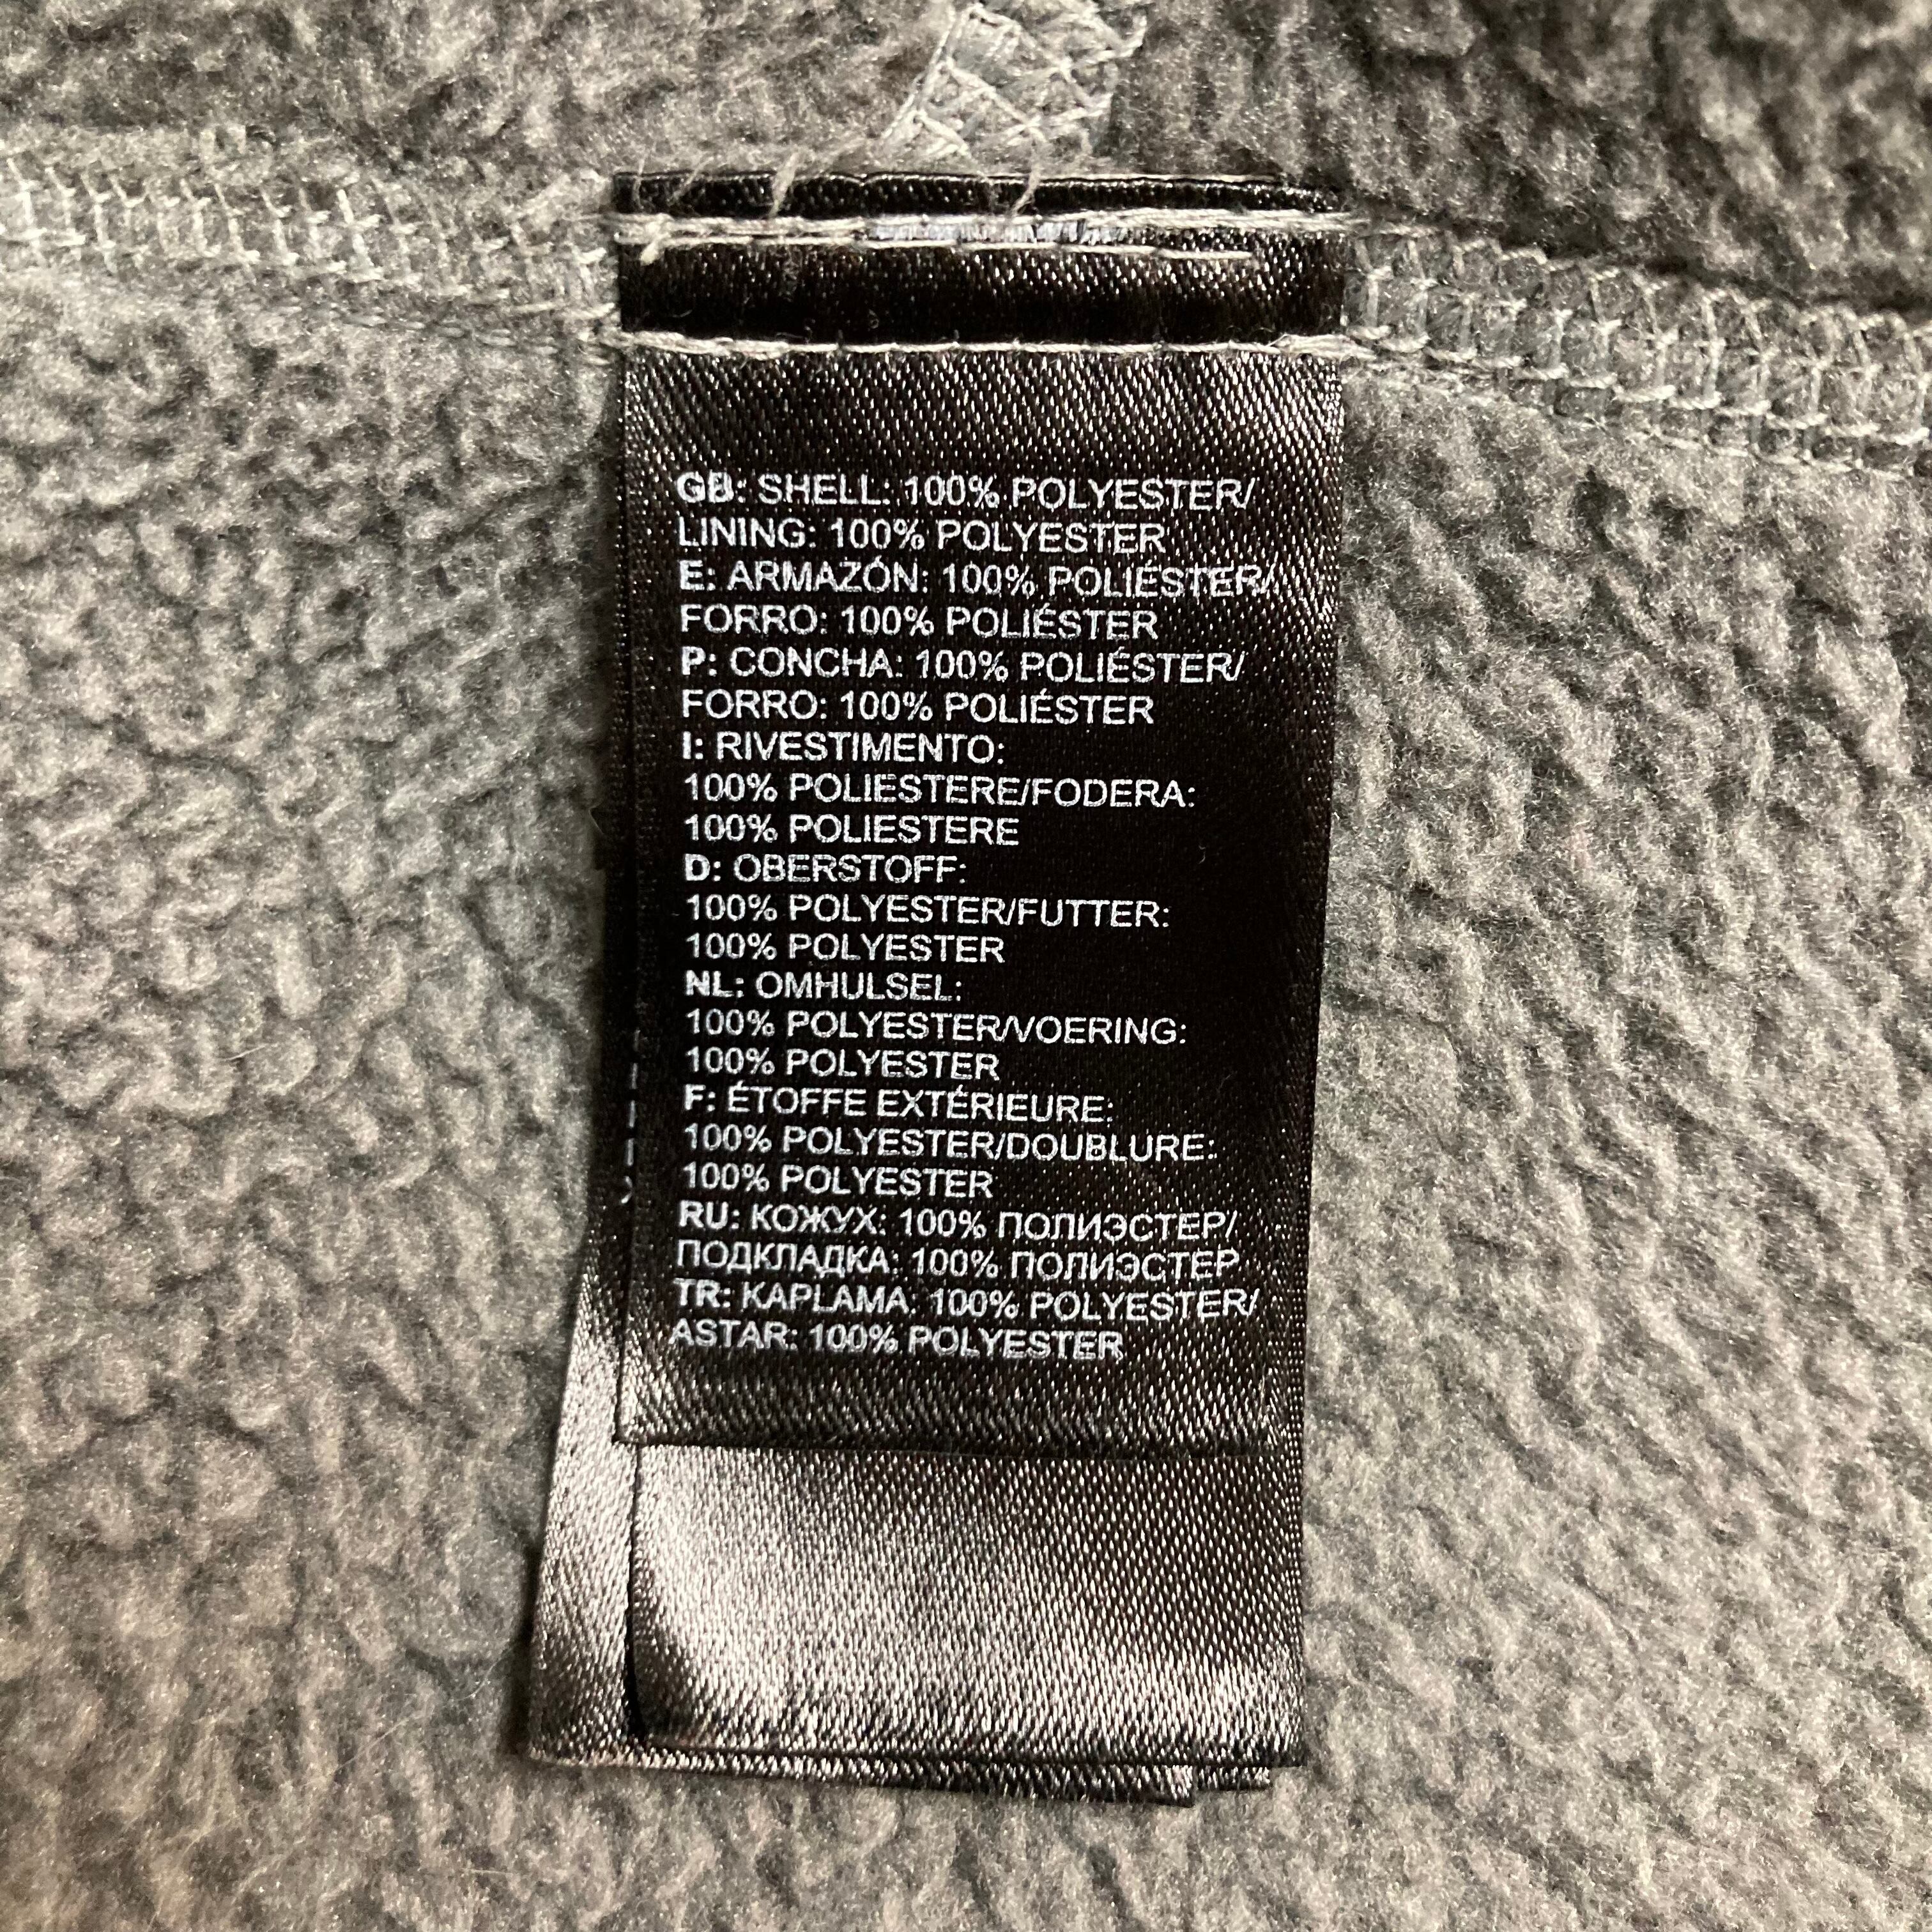 GB: SHELL: 100% POLYESTER/
LINING: 100% POLYESTER
E: ARMAZÓN: 100% POLIÉSTER/
FORRO: 100% POLIÉSTER
P: CONCHA: 100% POLIÉSTER/
FORRO: 100% POLIÉSTER
I: RIVESTIMENTO:
100% POLIESTERE/FODERA:
100% POLIESTERE
D: OBERSTOFF:
100% POLYESTER/FUTTER:
100% POLYESTER
NL: OMHULSEL:
100% POLYESTER/VOERING:
100% POLYESTER
F: ÉTOFFE EXTÉRIEURE:
100% POLYESTER/DOUBLURE:
100% POLYESTER
RU: КОЖУХ: 100% ПОЛИЭСТЕР/
ПОДКЛАДКА: 100% ПОЛИЭСТЕР
TR: KAPLAMA: 100% POLYESTER/
ASTAR: 100% POLYESTER